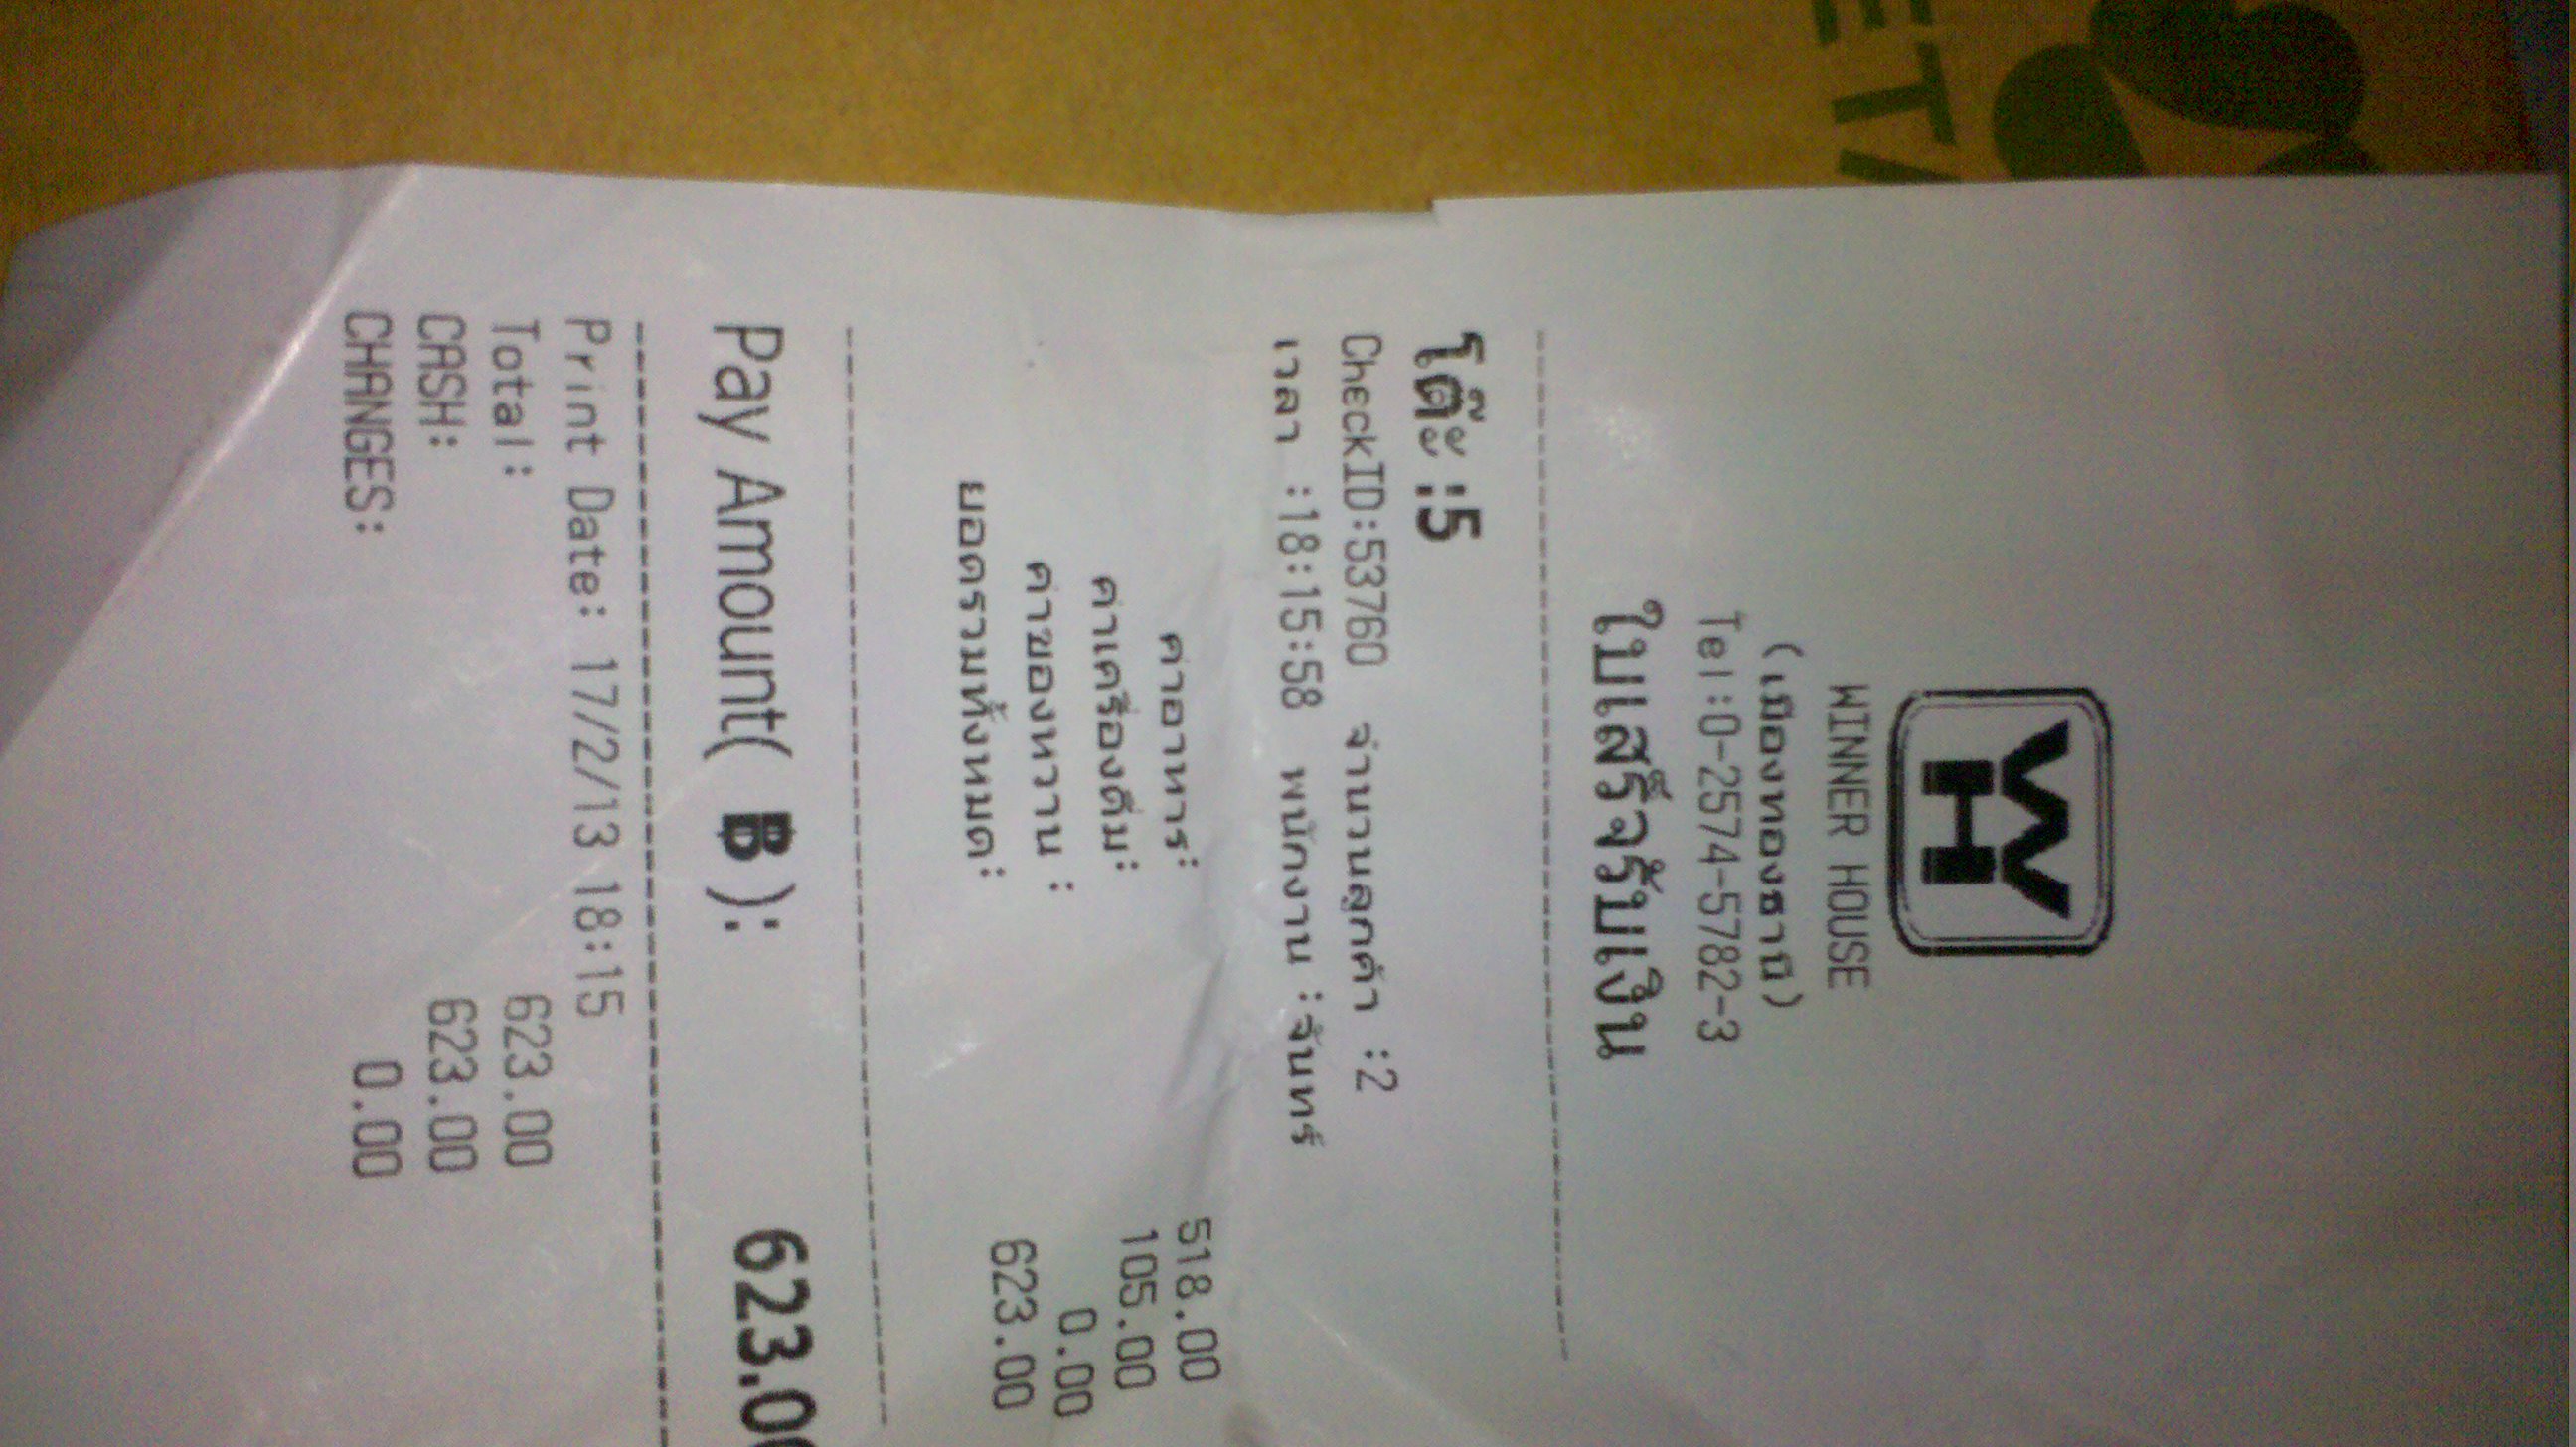 WH
WINNER HOUSE
(เมืองทองธานี)
Tel:0-2574-5782-3
ใบเสร็จรับเงิน
โต๊ะ :5
CheckID:53760 จำนวนลูกค้า :2
เวลา :18:15:58 พนักงาน :จันทร์
ค่าอาหาร: 518.00
ค่าเครื่องดื่ม: 105.00
ค่าของหวาน : 0.00
ยอดรวมทั้งหมด: 623.00
Pay Amount( ฿ ): 623.00
Print Date: 17/2/13 18:15
Total: 623.00
CASH: 623.00
CHANGES: 0.00